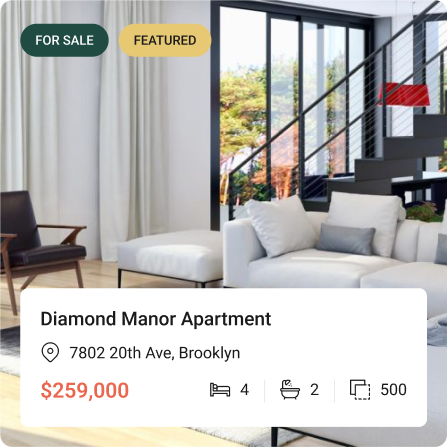 FOR SALE FEATURED
Diamond Manor Apartment
7802 20th Ave, Brooklyn
$259,000 4 2 500